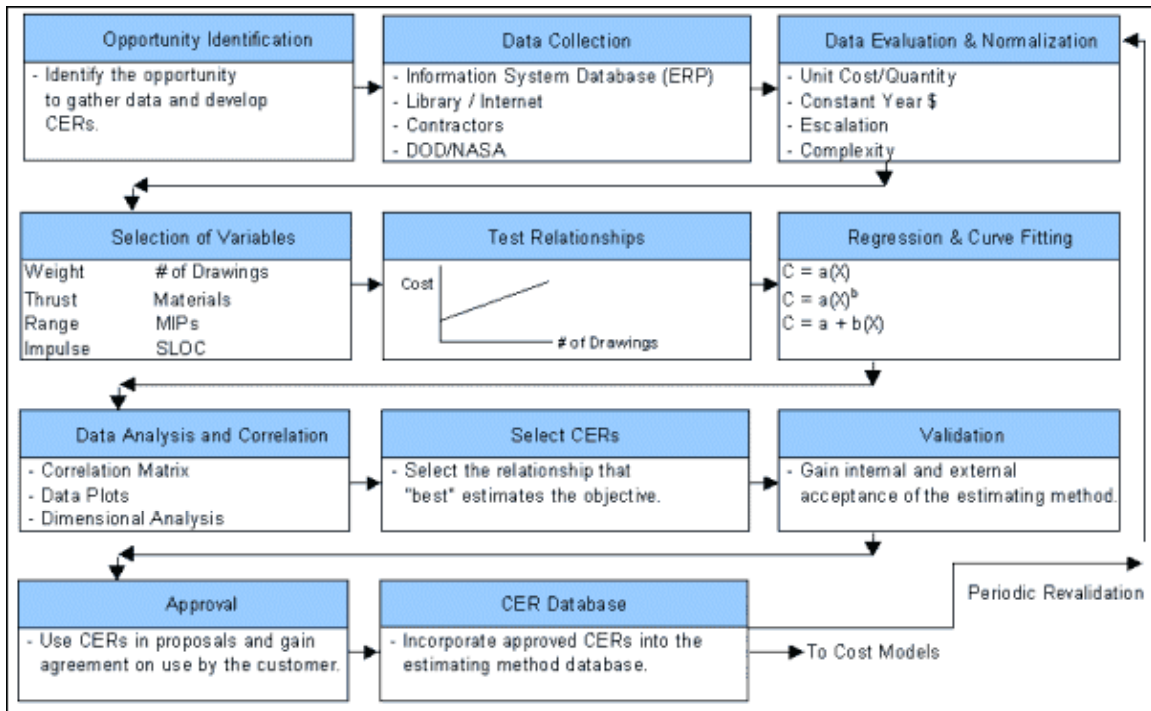 Opportunity Identification
- Identify the opportunity
to gather data and develop
CERs.
Data Collection
- Information System Database (ERP)
- Library / Internet
- Contractors
- DOD/NASA
Data Evaluation & Normalization
- Unit Cost/Quantity
- Constant Year $
- Escalation
- Complexity
Selection of Variables
Weight # of Drawings
Thrust Materials
Range MIPs
Impulse SLOC
Test Relationships
Cost
# of Drawings
Regression & Curve Fitting
C = a(X)
C = a(X)ᵇ
C = a + b(X)
Data Analysis and Correlation
- Correlation Matrix
- Data Plots
- Dimensional Analysis
Select CERs
- Select the relationship that
"best" estimates the objective.
Validation
- Gain internal and external
acceptance of the estimating method.
Approval
- Use CERs in proposals and gain
agreement on use by the customer.
CER Database
- Incorporate approved CERs into the
estimating method database.
Periodic Revalidation
To Cost Models